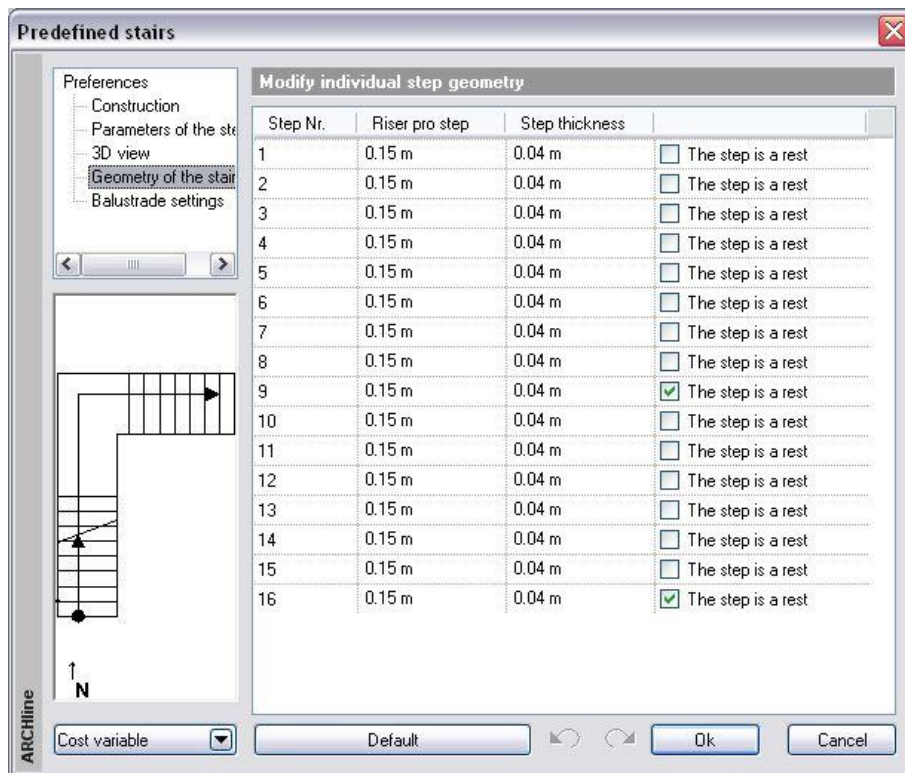 Predefined stairs
Preferences
Construction
Parameters of the ste
3D view
Geometry of the stair
Balustrade settings
Modify individual step geometry
Step Nr. Riser pro step Step thickness
1 0.15 m 0.04 m The step is a rest
2 0.15 m 0.04 m The step is a rest
3 0.15 m 0.04 m The step is a rest
4 0.15 m 0.04 m The step is a rest
5 0.15 m 0.04 m The step is a rest
6 0.15 m 0.04 m The step is a rest
7 0.15 m 0.04 m The step is a rest
8 0.15 m 0.04 m The step is a rest
9 0.15 m 0.04 m The step is a rest
10 0.15 m 0.04 m The step is a rest
11 0.15 m 0.04 m The step is a rest
12 0.15 m 0.04 m The step is a rest
13 0.15 m 0.04 m The step is a rest
14 0.15 m 0.04 m The step is a rest
15 0.15 m 0.04 m The step is a rest
16 0.15 m 0.04 m The step is a rest
N
ARCHline
Cost variable Default Ok Cancel